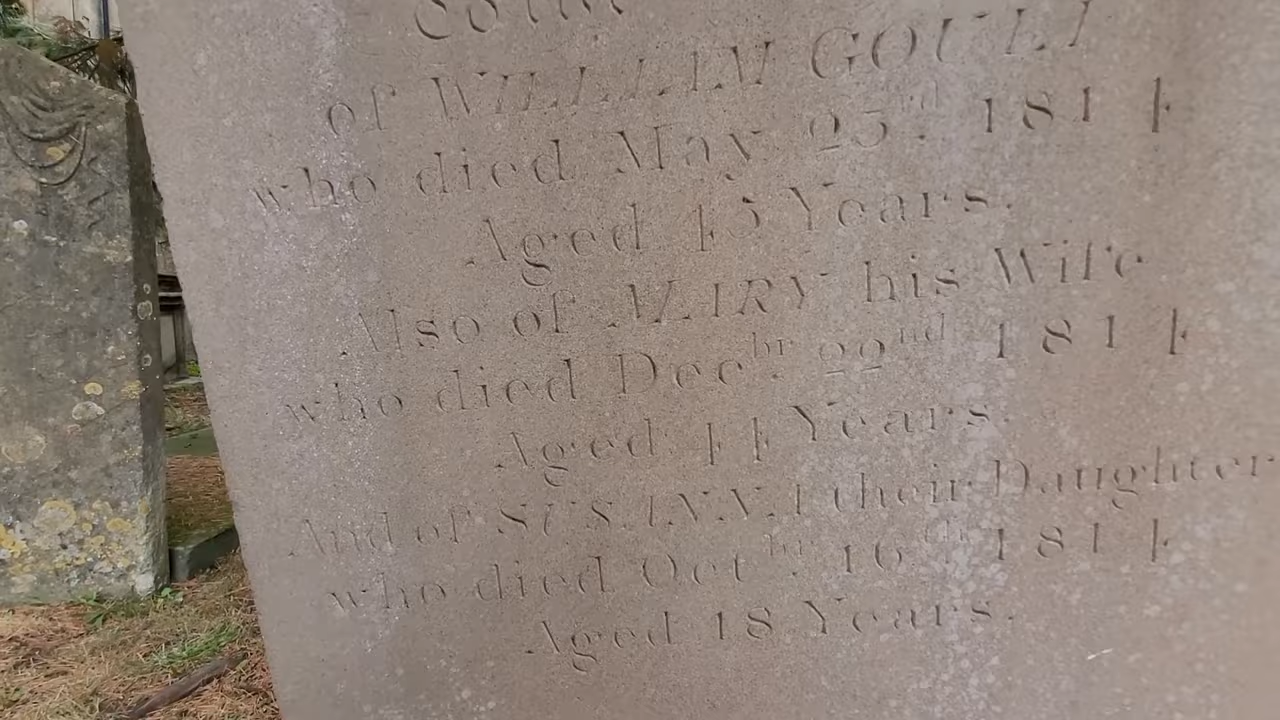 of WILLIAM GOULD
who died May 23rd. 1814
Aged 45 Years.
Also of MARY his Wife
who died Decbr. 22nd 1814
Aged 44 Years.
And of SUSANNA their Daughter
who died Octbr. 16th 1814
Aged 18 Years.